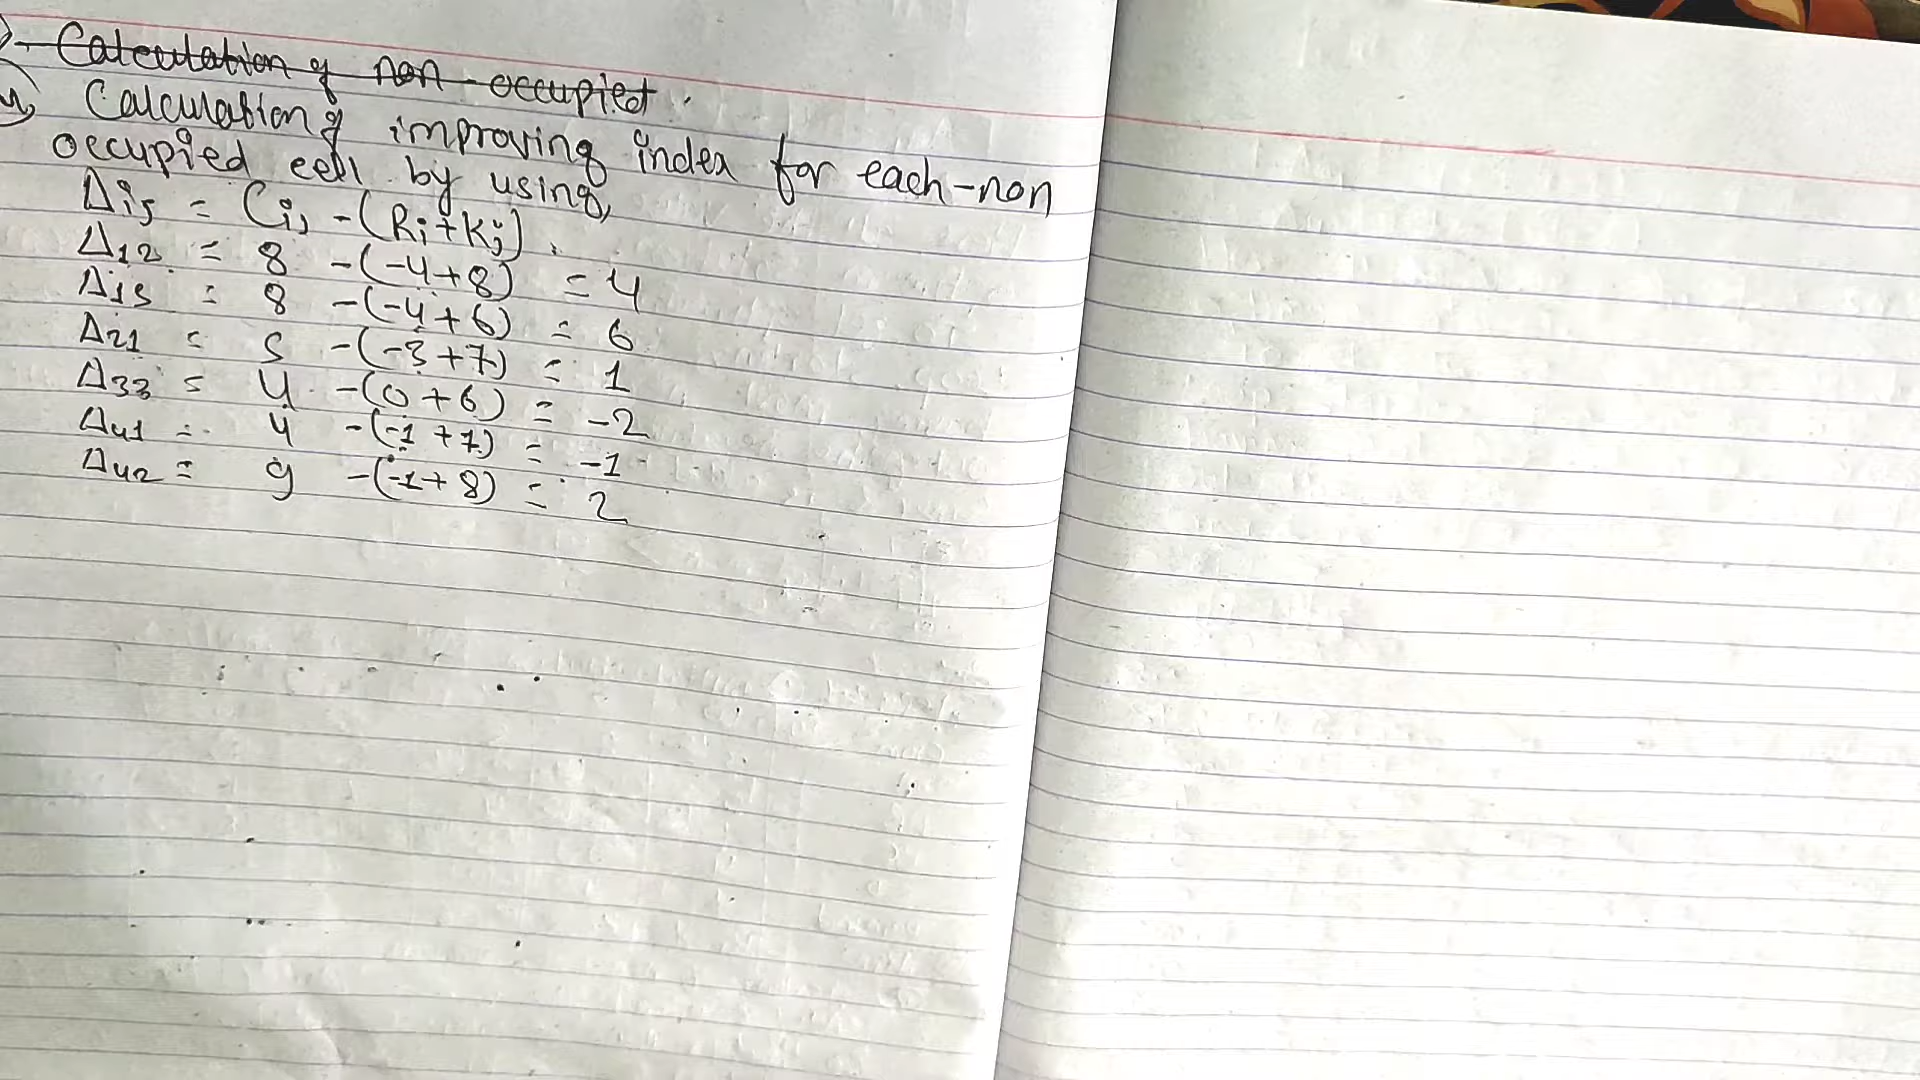 Calculation of non-occupied.
Calculation of improving index for each-non
occupied cell by using,
Δij = Cij -(Ri+Kj).
Δ12 = 8 -(-4+8) = 4
Δ13 = 8 -(-4+6) = 6
Δ21 = 5 -(-3+7) = 1
Δ33 = 4 -(0+6) = -2
Δ41 = 4 -(-1+7) = -1
Δ42 = 9 -(-1+8) = 2